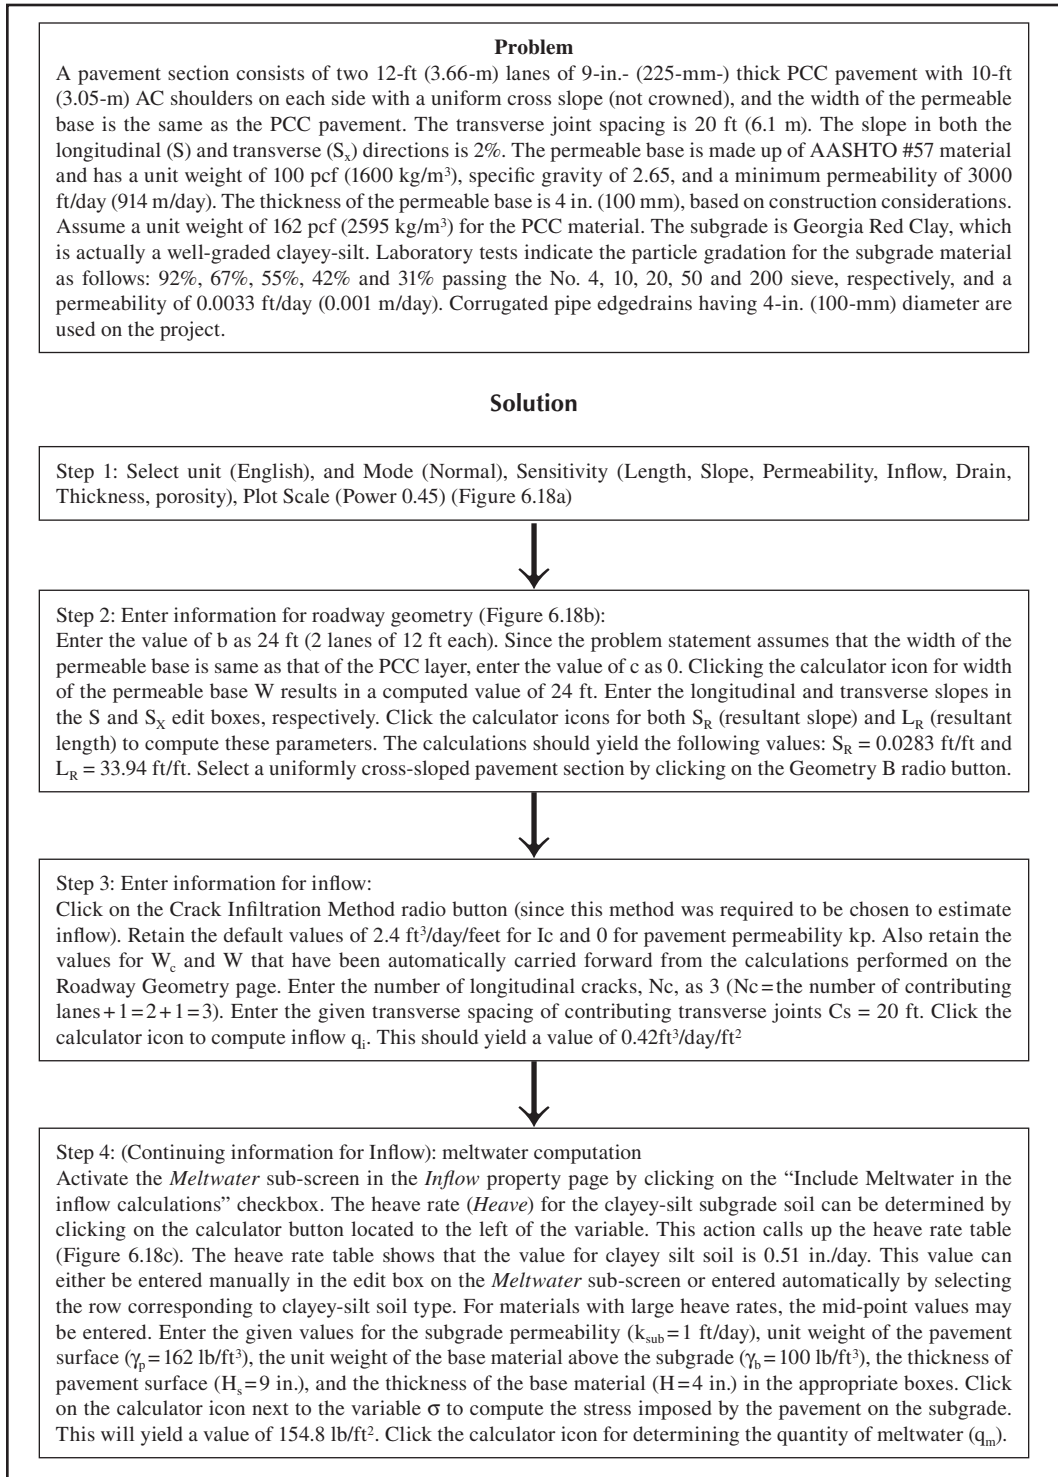 Problem
A pavement section consists of two 12-ft (3.66-m) lanes of 9-in.- (225-mm-) thick PCC pavement with 10-ft
(3.05-m) AC shoulders on each side with a uniform cross slope (not crowned), and the width of the permeable
base is the same as the PCC pavement. The transverse joint spacing is 20 ft (6.1 m). The slope in both the
longitudinal (S) and transverse (Sₓ) directions is 2%. The permeable base is made up of AASHTO #57 material
and has a unit weight of 100 pcf (1600 kg/m³), specific gravity of 2.65, and a minimum permeability of 3000
ft/day (914 m/day). The thickness of the permeable base is 4 in. (100 mm), based on construction considerations.
Assume a unit weight of 162 pcf (2595 kg/m³) for the PCC material. The subgrade is Georgia Red Clay, which
is actually a well-graded clayey-silt. Laboratory tests indicate the particle gradation for the subgrade material
as follows: 92%, 67%, 55%, 42% and 31% passing the No. 4, 10, 20, 50 and 200 sieve, respectively, and a
permeability of 0.0033 ft/day (0.001 m/day). Corrugated pipe edgedrains having 4-in. (100-mm) diameter are
used on the project.
Solution
Step 1: Select unit (English), and Mode (Normal), Sensitivity (Length, Slope, Permeability, Inflow, Drain,
Thickness, porosity), Plot Scale (Power 0.45) (Figure 6.18a)
Step 2: Enter information for roadway geometry (Figure 6.18b):
Enter the value of b as 24 ft (2 lanes of 12 ft each). Since the problem statement assumes that the width of the
permeable base is same as that of the PCC layer, enter the value of c as 0. Clicking the calculator icon for width
of the permeable base W results in a computed value of 24 ft. Enter the longitudinal and transverse slopes in
the S and S_X edit boxes, respectively. Click the calculator icons for both S_R (resultant slope) and L_R (resultant
length) to compute these parameters. The calculations should yield the following values: S_R = 0.0283 ft/ft and
L_R = 33.94 ft/ft. Select a uniformly cross-sloped pavement section by clicking on the Geometry B radio button.
Step 3: Enter information for inflow:
Click on the Crack Infiltration Method radio button (since this method was required to be chosen to estimate
inflow). Retain the default values of 2.4 ft³/day/feet for Ic and 0 for pavement permeability kp. Also retain the
values for W_c and W that have been automatically carried forward from the calculations performed on the
Roadway Geometry page. Enter the number of longitudinal cracks, Nc, as 3 (Nc=the number of contributing
lanes+1=2+1=3). Enter the given transverse spacing of contributing transverse joints Cs = 20 ft. Click the
calculator icon to compute inflow q_i. This should yield a value of 0.42ft³/day/ft²
Step 4: (Continuing information for Inflow): meltwater computation
Activate the Meltwater sub-screen in the Inflow property page by clicking on the “Include Meltwater in the
inflow calculations” checkbox. The heave rate (Heave) for the clayey-silt subgrade soil can be determined by
clicking on the calculator button located to the left of the variable. This action calls up the heave rate table
(Figure 6.18c). The heave rate table shows that the value for clayey silt soil is 0.51 in./day. This value can
either be entered manually in the edit box on the Meltwater sub-screen or entered automatically by selecting
the row corresponding to clayey-silt soil type. For materials with large heave rates, the mid-point values may
be entered. Enter the given values for the subgrade permeability (k_sub=1 ft/day), unit weight of the pavement
surface (γ_p=162 lb/ft³), the unit weight of the base material above the subgrade (γ_b=100 lb/ft³), the thickness of
pavement surface (H_s=9 in.), and the thickness of the base material (H=4 in.) in the appropriate boxes. Click
on the calculator icon next to the variable σ to compute the stress imposed by the pavement on the subgrade.
This will yield a value of 154.8 lb/ft². Click the calculator icon for determining the quantity of meltwater (q_m).